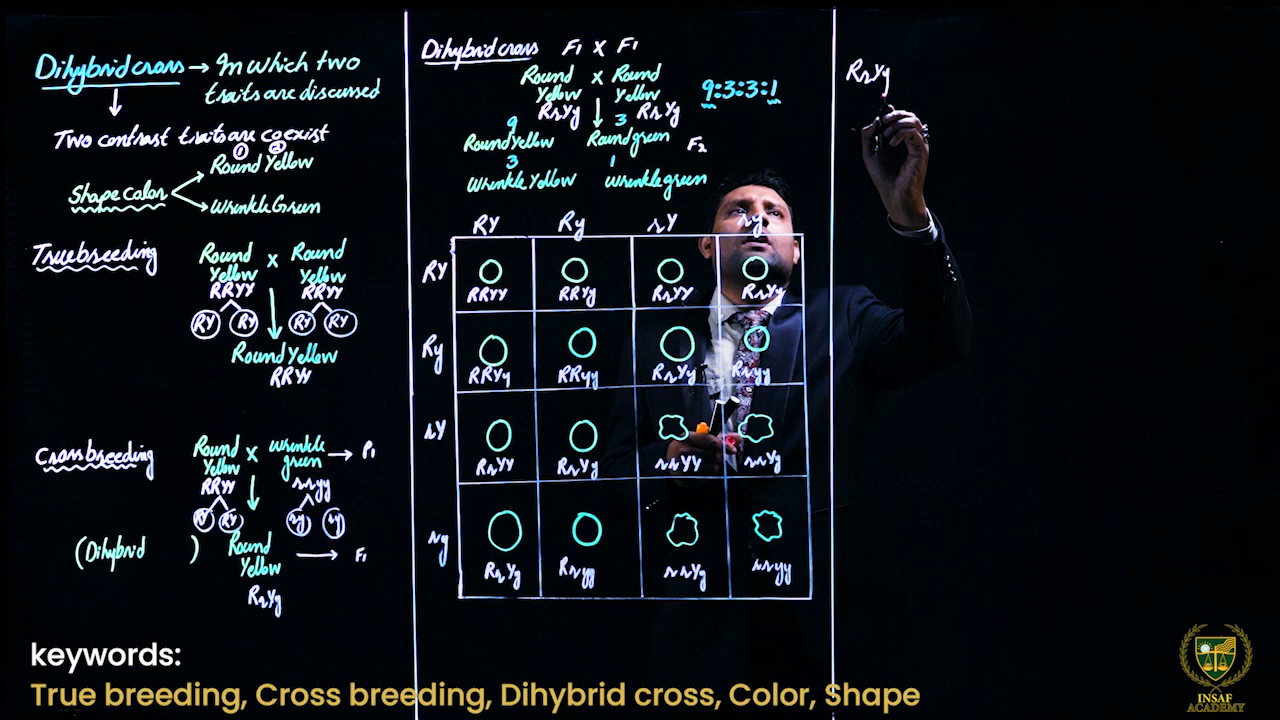 Dihybrid cross → In which two
traits are discussed
Two contrast traits are coexist
① ②
Round Yellow
Shape color
Wrinkle Green
True breeding
Round × Round
Yellow Yellow
RRYY RRYY
RY RY RY RY
Round Yellow
RRYY
Cross breeding
Round × wrinkle → P1
Yellow green
RRYY rryy
RY RY ry ry
(Dihybrid )
Round → F1
Yellow
RrYy
Dihybrid cross F1 × F1
Round × Round
Yellow Yellow
9:3:3:1
RrYy RrYy
9 3
Round Yellow Round green F2
3 1
Wrinkle Yellow Wrinkle green
RY Ry rY ry
RY RRYY RRYy RrYY RrYy
Ry RRYy RRyy RrYy Rryy
rY RrYY RrYy rrYY rrYy
ry RrYy Rryy rrYy rryy
RrYy
keywords:
True breeding, Cross breeding, Dihybrid cross, Color, Shape
INSAF
ACADEMY